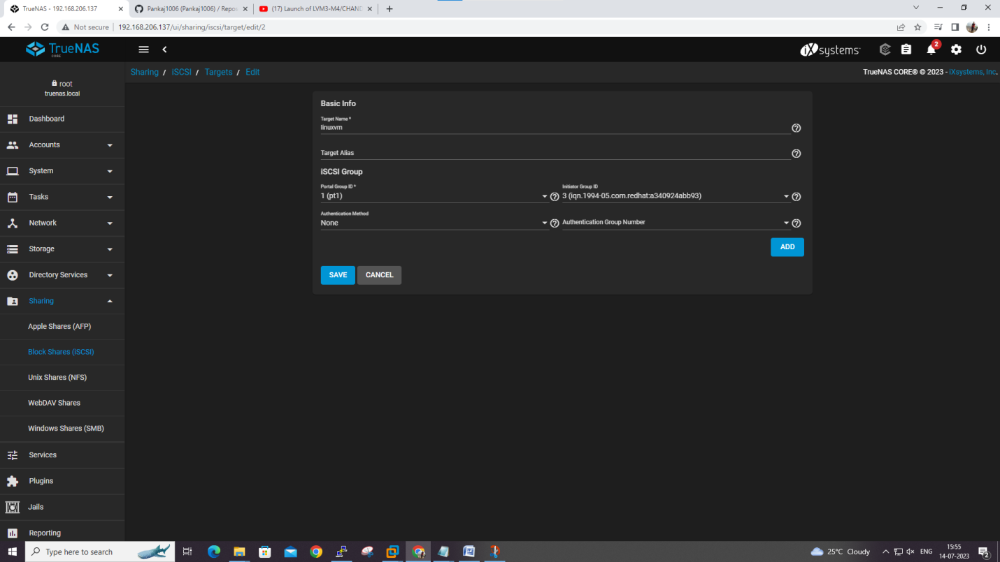 TrueNAS - 192.168.206.137
Pankaj1006 (Pankaj1006) / Repos
(17) Launch of LVM3-M4/CHAND
Not secure
192.168.206.137/ui/sharing/iscsi/target/edit/2
TrueNAS
CORE
iXsystems
2
Sharing / iSCSI / Targets / Edit
TrueNAS CORE® © 2023 - iXsystems, Inc.
root
truenas.local
Dashboard
Accounts
System
Tasks
Network
Storage
Directory Services
Sharing
Apple Shares (AFP)
Block Shares (iSCSI)
Unix Shares (NFS)
WebDAV Shares
Windows Shares (SMB)
Services
Plugins
Jails
Reporting
Basic Info
Target Name *
linuxvm
Target Alias
iSCSI Group
Portal Group ID *
1 (pt1)
Initiator Group ID
3 (iqn.1994-05.com.redhat:a340924abb93)
Authentication Method
None
Authentication Group Number
ADD
SAVE
CANCEL
Type here to search
25°C Cloudy
ENG
15:55
14-07-2023
2